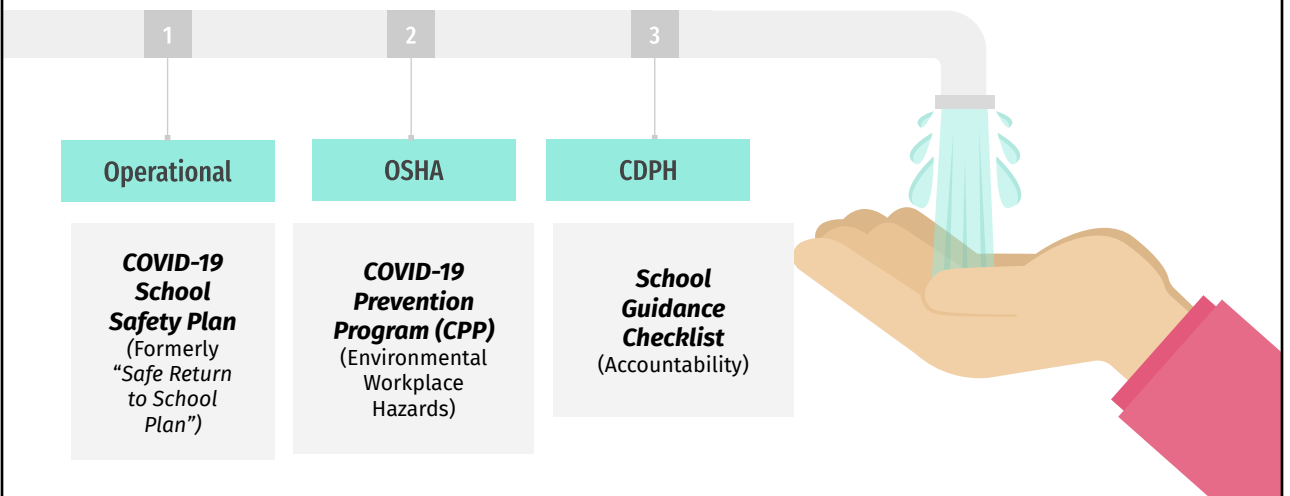 1
2
3
Operational
OSHA
CDPH
COVID-19
School
Safety Plan
(Formerly
“Safe Return
to School
Plan”)
COVID-19
Prevention
Program (CPP)
(Environmental
Workplace
Hazards)
School
Guidance
Checklist
(Accountability)